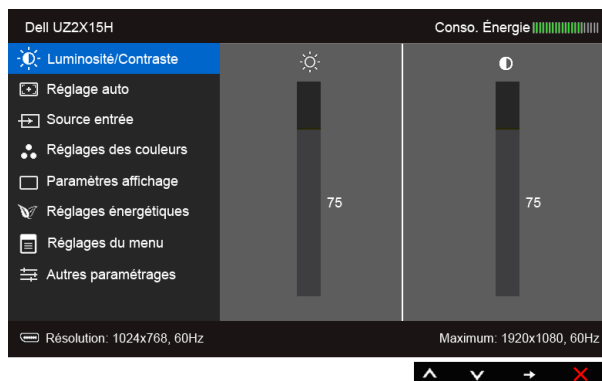 Dell UZ2X15H
Conso. Énergie
Luminosité/Contraste
Réglage auto
Source entrée
Réglages des couleurs
Paramètres affichage
Réglages énergétiques
Réglages du menu
Autres paramétrages
75
75
Résolution: 1024x768, 60Hz
Maximum: 1920x1080, 60Hz